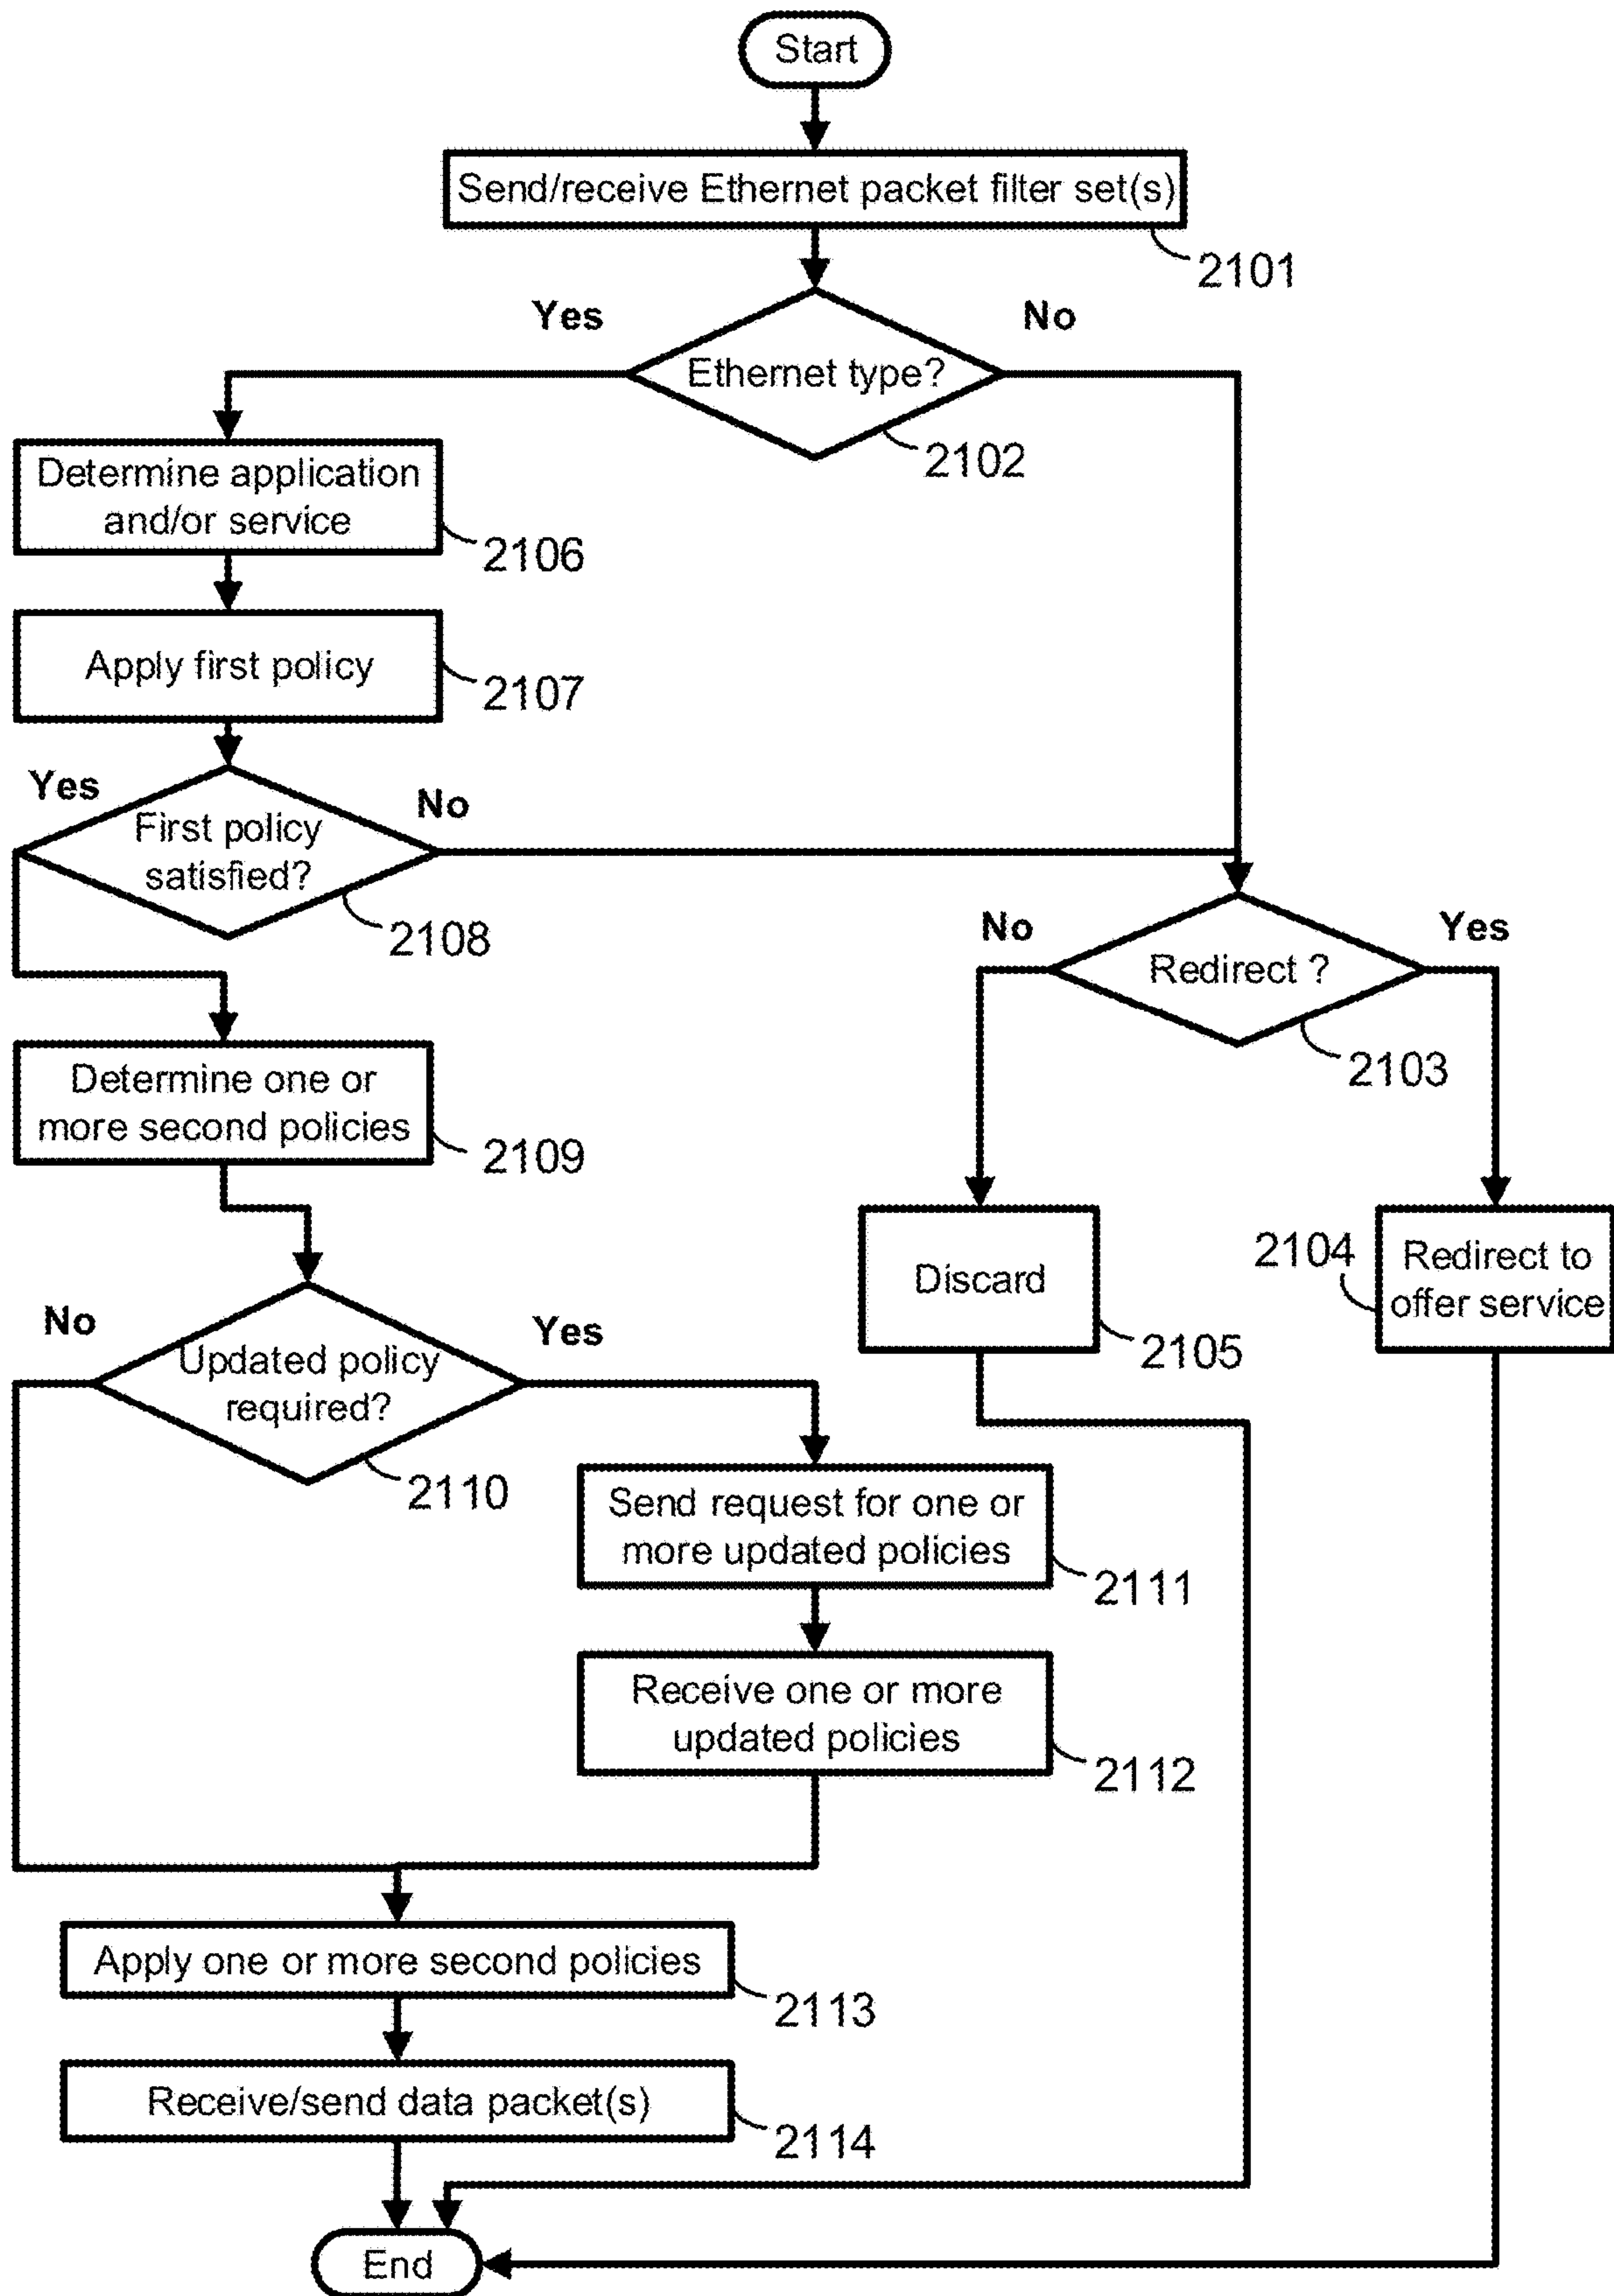 Start
Send/receive Ethernet packet filter set(s)
2101
Yes
No
Ethernet type?
2102
Determine application
and/or service
2106
Apply first policy
2107
Yes
No
First policy
satisfied?
2108
No
Yes
Redirect ?
2103
Determine one or
more second policies
2109
Discard
2105
2104
Redirect to
offer service
No
Yes
Updated policy
required?
2110
Send request for one or
more updated policies
2111
Receive one or more
updated policies
2112
Apply one or more second policies
2113
Receive/send data packet(s)
2114
End